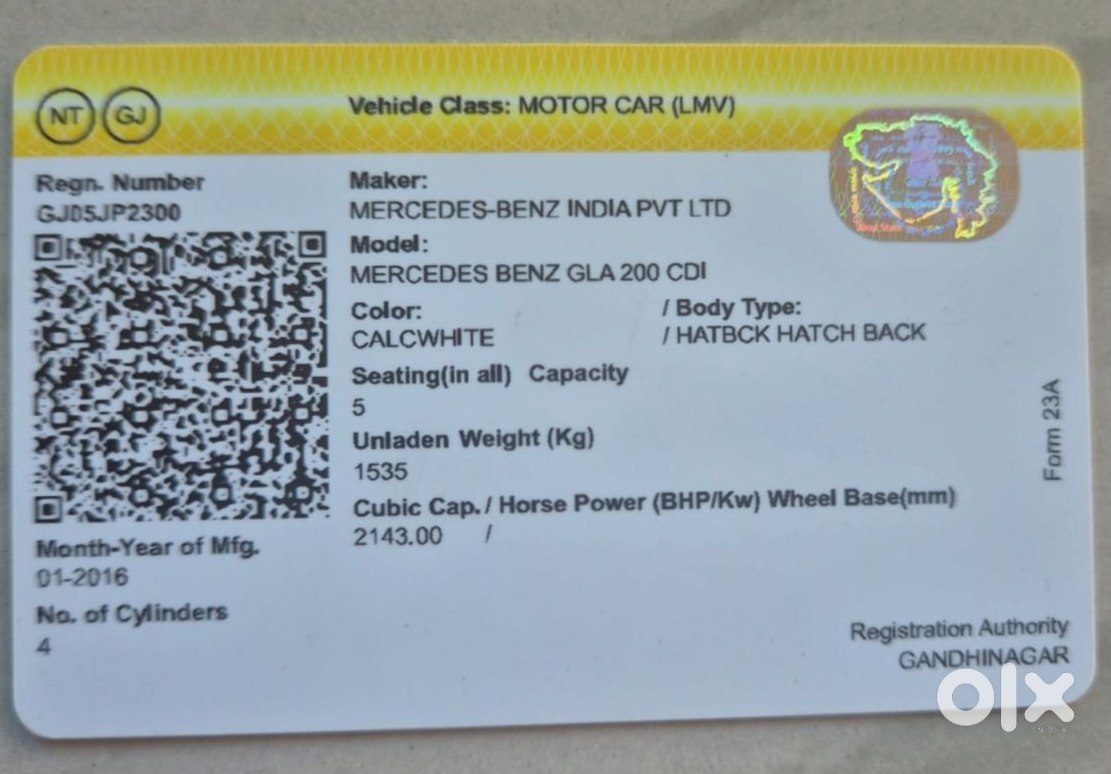 NT GJ
Vehicle Class: MOTOR CAR (LMV)
Regn. Number
GJ05JP2300
Maker:
MERCEDES-BENZ INDIA PVT LTD
Model:
MERCEDES BENZ GLA 200 CDI
Color: / Body Type:
CALCWHITE / HATBCK HATCH BACK
Seating(in all) Capacity
5
Unladen Weight (Kg)
1535
Cubic Cap. / Horse Power (BHP/Kw) Wheel Base(mm)
2143.00 /
Month-Year of Mfg.
01-2016
No. of Cylinders
4
Form 23A
Registration Authority
GANDHINAGAR
olx
INDIA